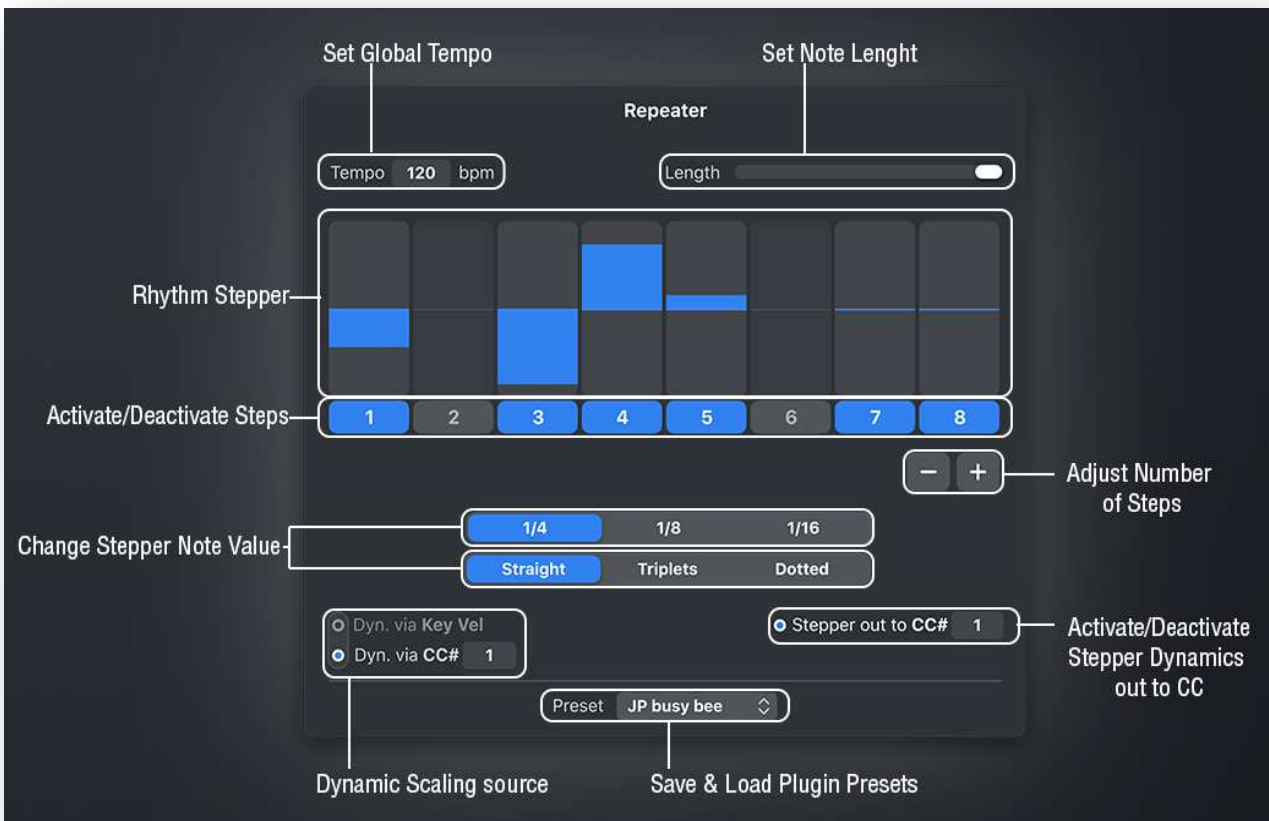 Set Global Tempo
Set Note Lenght
Repeater
Tempo 120 bpm
Length
Rhythm Stepper
Activate/Deactivate Steps
1 2 3 4 5 6 7 8
− +
Adjust Number
of Steps
Change Stepper Note Value
1/4 1/8 1/16
Straight Triplets Dotted
Dyn. via Key Vel
Dyn. via CC# 1
Stepper out to CC# 1
Activate/Deactivate
Stepper Dynamics
out to CC
Preset JP busy bee
Dynamic Scaling source
Save & Load Plugin Presets